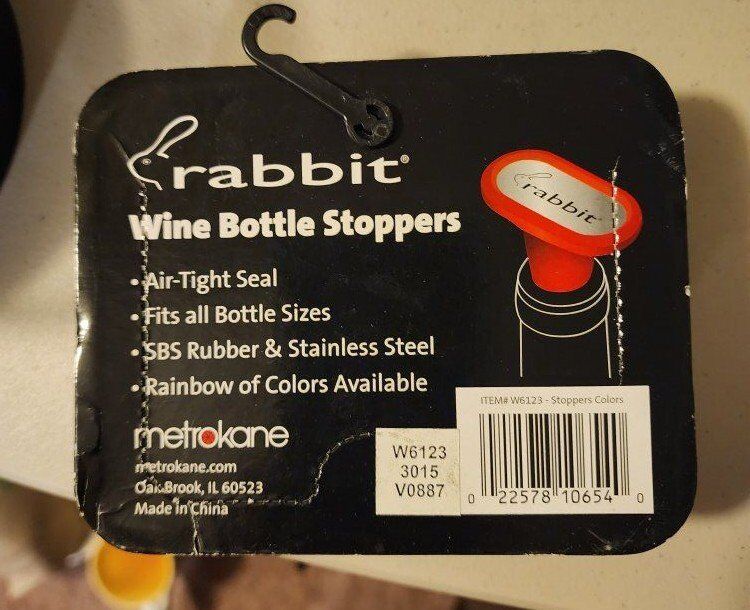 rabbit®
Wine Bottle Stoppers
• Air-Tight Seal
• Fits all Bottle Sizes
• SBS Rubber & Stainless Steel
• Rainbow of Colors Available
metrokane
metrokane.com
Oak Brook, IL 60523
Made in China
rabbit
W6123
3015
V0887
ITEM# W6123 - Stoppers Colors
0 22578 10654 0